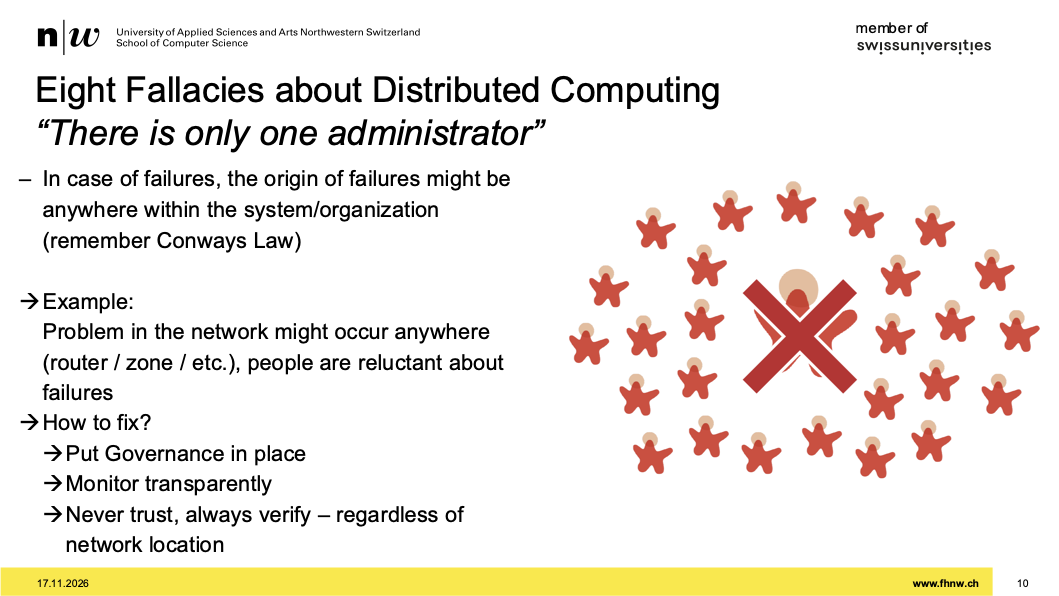 n|w University of Applied Sciences and Arts Northwestern Switzerland
School of Computer Science
member of
swissuniversities
Eight Fallacies about Distributed Computing
“There is only one administrator”
– In case of failures, the origin of failures might be
anywhere within the system/organization
(remember Conways Law)
→Example:
Problem in the network might occur anywhere
(router / zone / etc.), people are reluctant about
failures
→How to fix?
→Put Governance in place
→Monitor transparently
→Never trust, always verify – regardless of
network location
17.11.2026 www.fhnw.ch 10